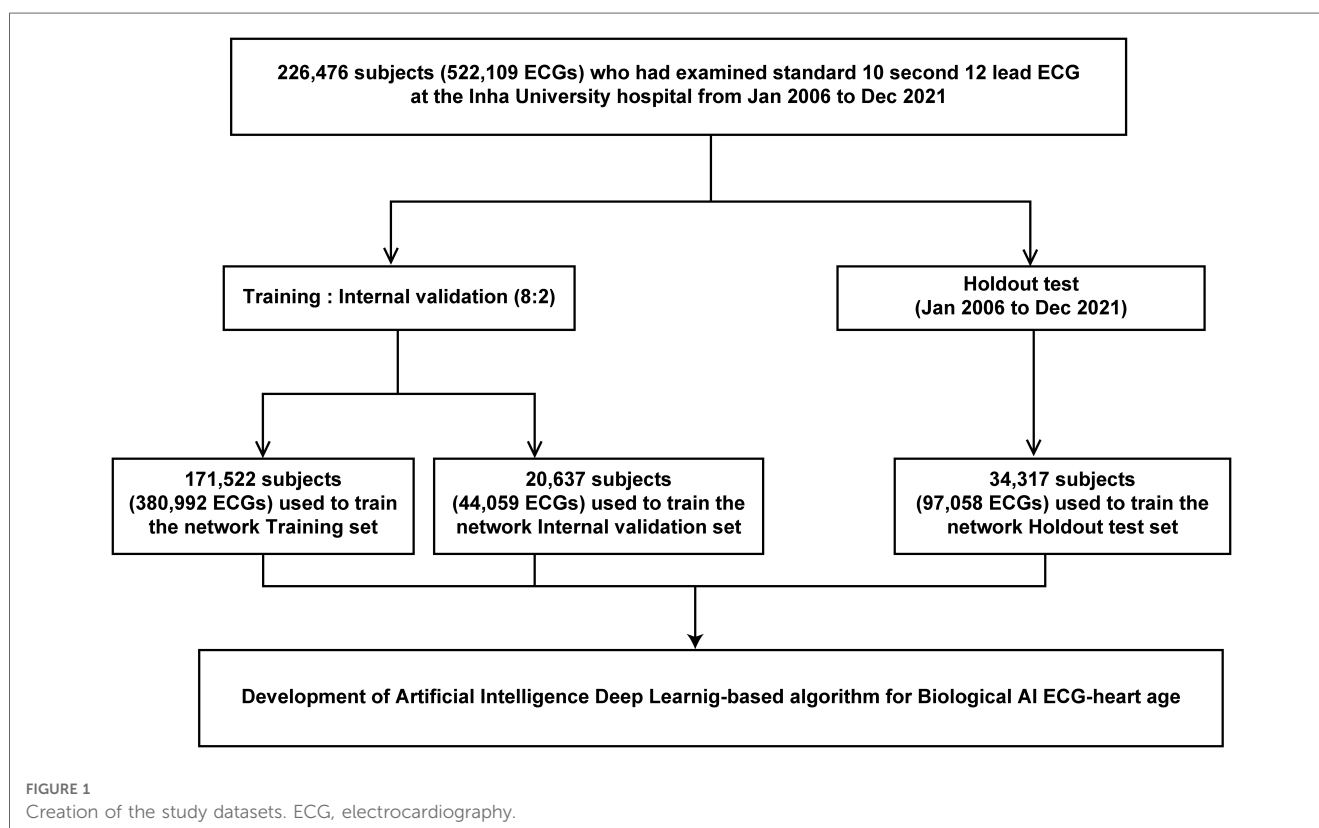 226,476 subjects (522,109 ECGs) who had examined standard 10 second 12 lead ECG
at the Inha University hospital from Jan 2006 to Dec 2021
Training : Internal validation (8:2)
Holdout test
(Jan 2006 to Dec 2021)
171,522 subjects
(380,992 ECGs) used to train
the network Training set
20,637 subjects
(44,059 ECGs) used to train the
network Internal validation set
34,317 subjects
(97,058 ECGs) used to train the
network Holdout test set
Development of Artificial Intelligence Deep Learnig-based algorithm for Biological AI ECG-heart age
FIGURE 1
Creation of the study datasets. ECG, electrocardiography.